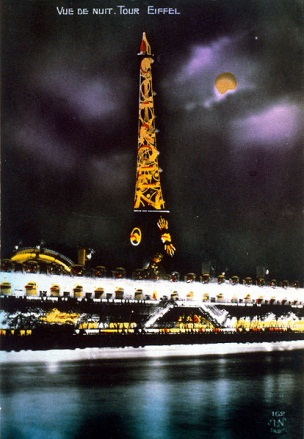 VUE DE NUIT. TOUR EIFFEL
162